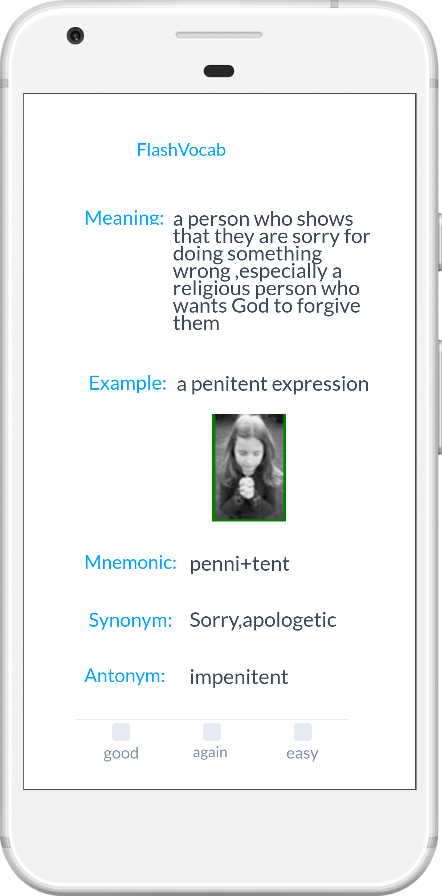 FlashVocab
Meaning: a person who shows
that they are sorry for
doing something
wrong ,especially a
religious person who
wants God to forgive
them
Example: a penitent expression
Mnemonic: penni+tent
Synonym: Sorry,apologetic
Antonym: impenitent
good again easy